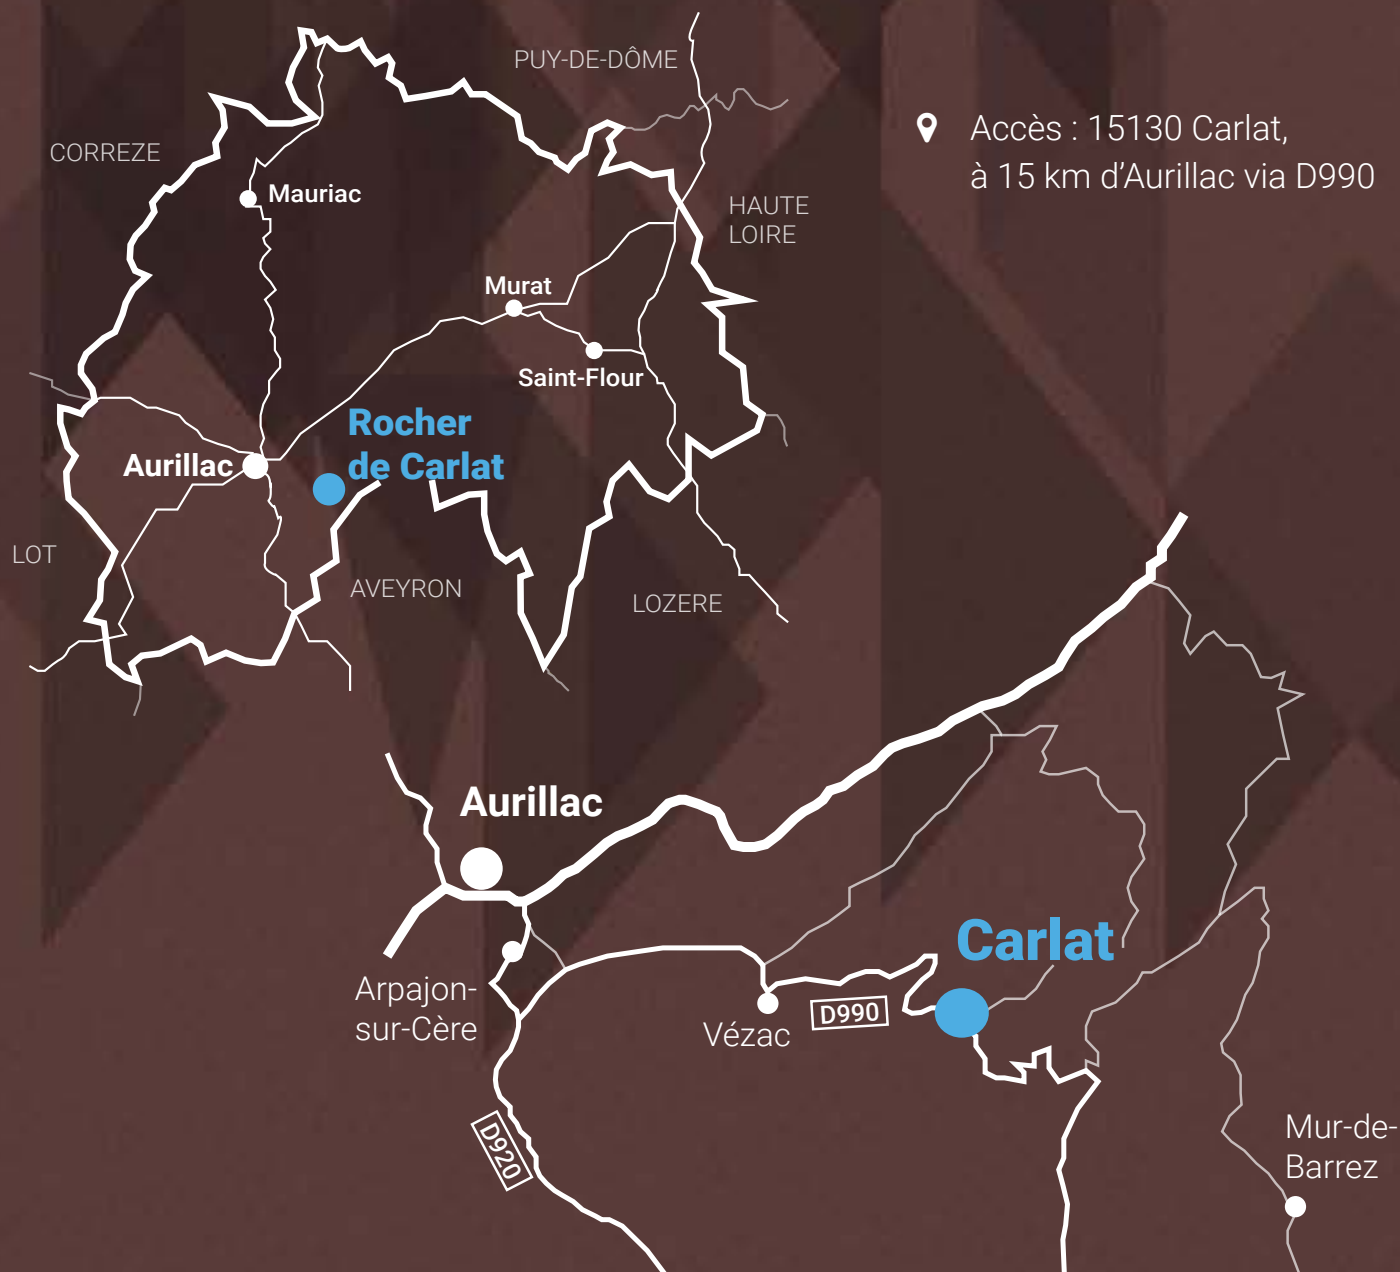 PUY-DE-DÔME
CORREZE
Mauriac
HAUTE
LOIRE
Murat
Saint-Flour
Rocher
de Carlat
Aurillac
LOT
AVEYRON
LOZERE
Accès : 15130 Carlat,
à 15 km d’Aurillac via D990
Aurillac
Carlat
Arpajon-
sur-Cère
Vézac
D990
D920
Mur-de-
Barrez